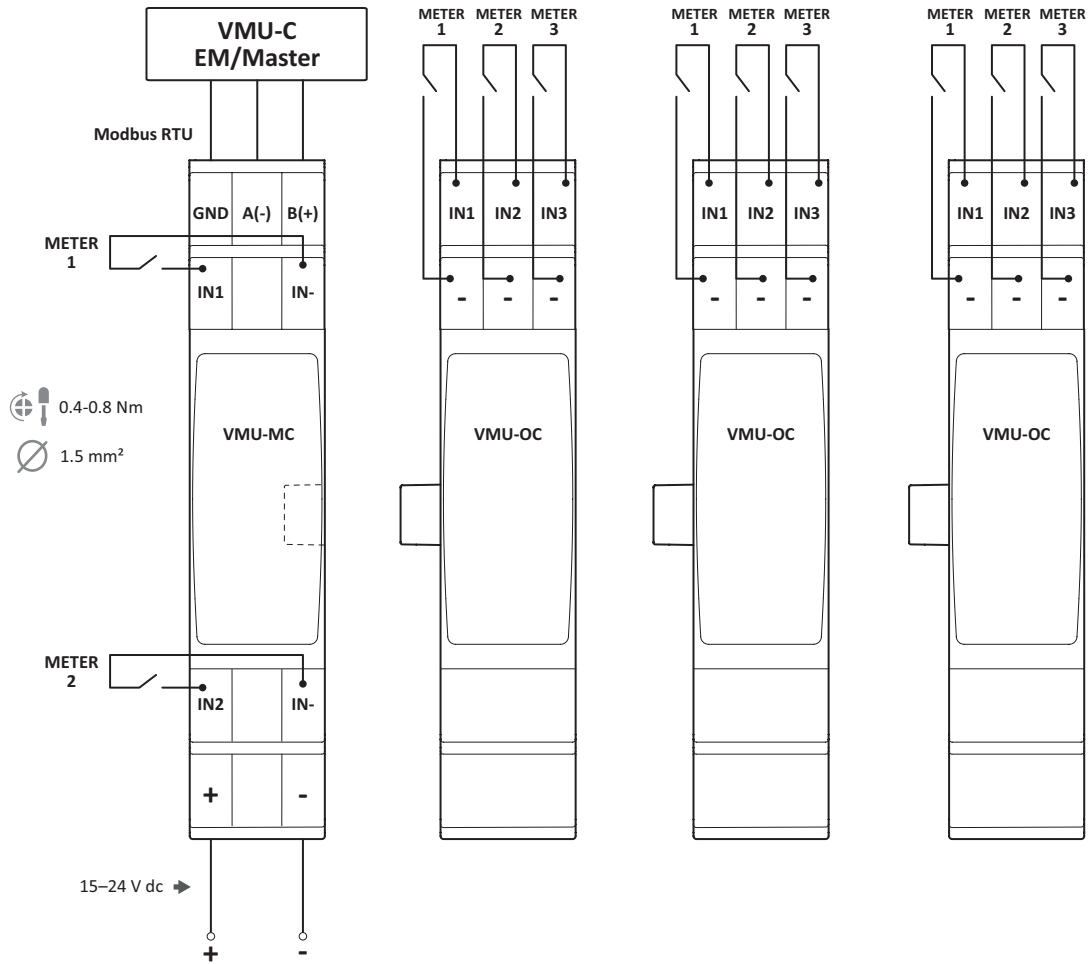 VMU-C
EM/Master
Modbus RTU
GND A(-) B(+)
METER
1
IN1 IN-
0.4-0.8 Nm
1.5 mm²
VMU-MC
METER
2
IN2 IN-
+ -
15–24 V dc
+ -
METER METER METER
1 2 3
IN1 IN2 IN3
- - -
VMU-OC
METER METER METER
1 2 3
IN1 IN2 IN3
- - -
VMU-OC
METER METER METER
1 2 3
IN1 IN2 IN3
- - -
VMU-OC